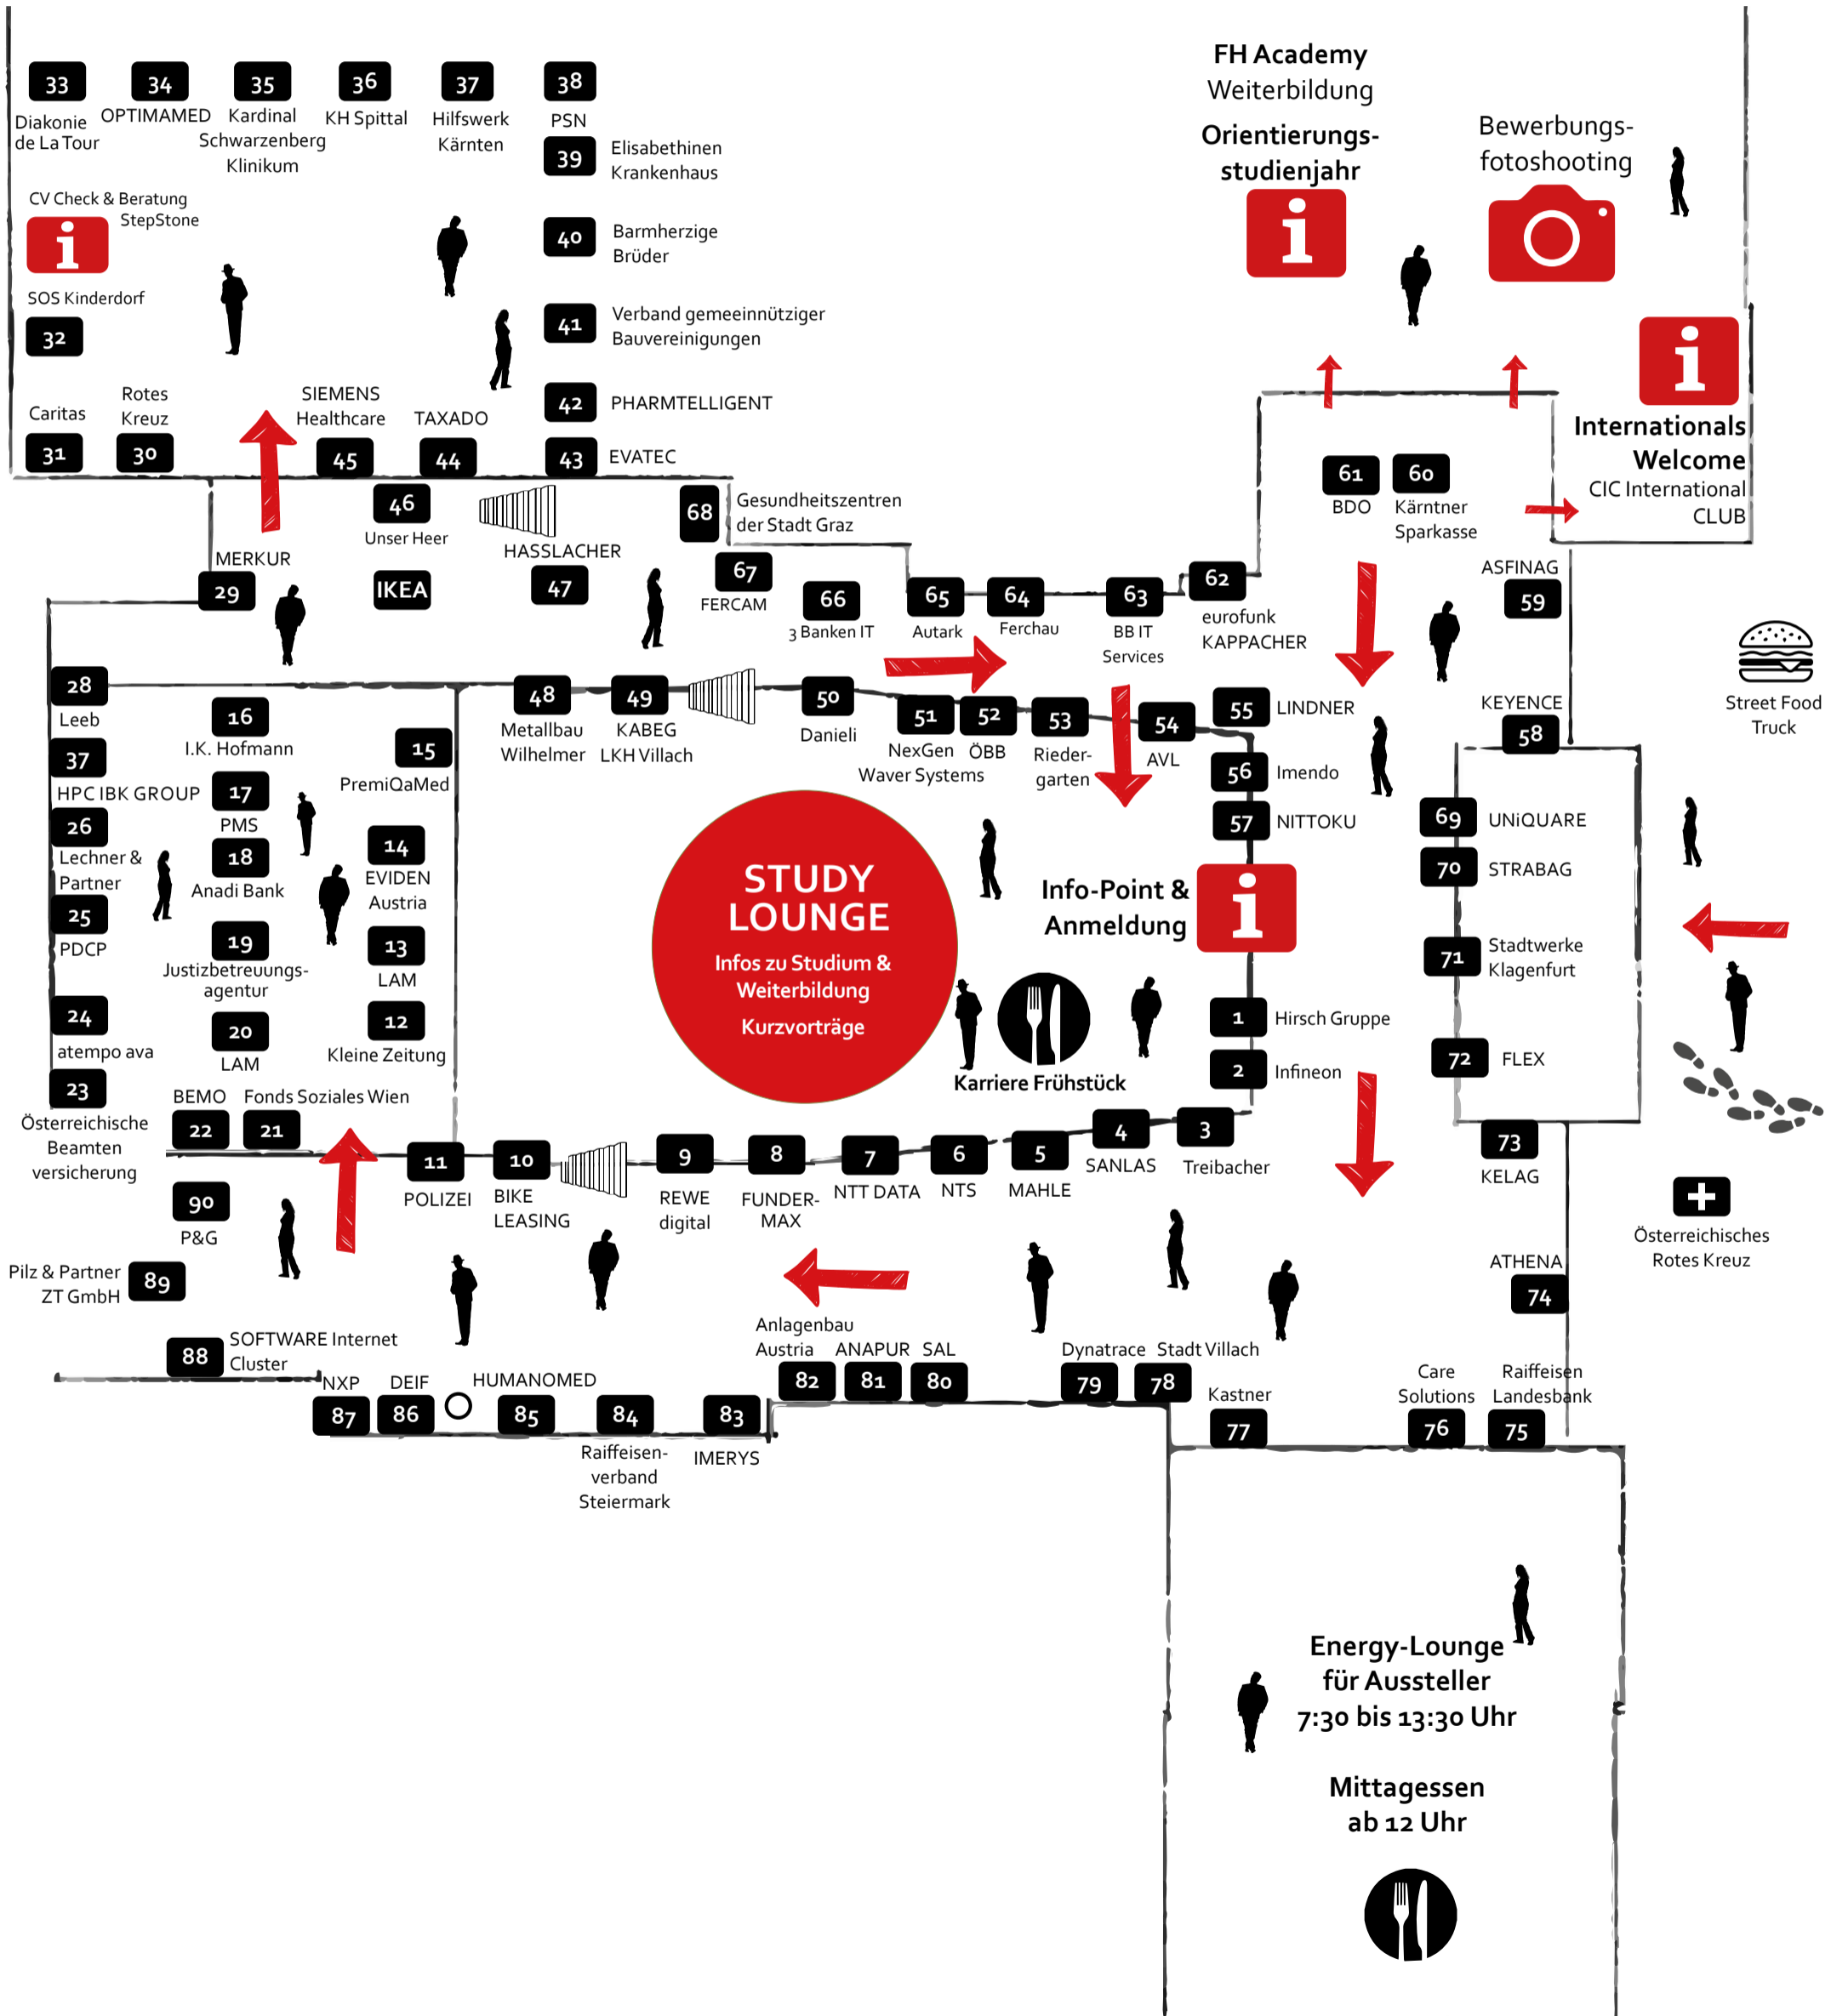 33
Diakonie
de La Tour
34
OPTIMAMED
35
Kardinal
Schwarzenberg
Klinikum
36
KH Spittal
37
Hilfswerk
Kärnten
38
PSN
39
Elisabethinen
Krankenhaus
40
Barmherzige
Brüder
41
Verband gemeeinnütziger
Bauvereinigungen
42
PHARMTELLIGENT
43
EVATEC
CV Check & Beratung
StepStone
i
SOS Kinderdorf
32
Caritas
31
Rotes
Kreuz
30
SIEMENS
Healthcare
45
TAXADO
44
FH Academy
Weiterbildung
Orientierungs-
studienjahr
i
Bewerbungs-
fotoshooting
i
Internationals
Welcome
CIC International
CLUB
61
BDO
60
Kärntner
Sparkasse
46
Unser Heer
68
Gesundheitszentren
der Stadt Graz
MERKUR
29
IKEA
HASSLACHER
47
67
FERCAM
66
3 Banken IT
65
Autark
64
Ferchau
63
BB IT
Services
62
eurofunk
KAPPACHER
ASFINAG
59
Street Food
Truck
28
Leeb
37
HPC IBK GROUP
26
Lechner &
Partner
25
PDCP
24
atempo ava
23
Österreichische
Beamten
versicherung
16
I.K. Hofmann
17
PMS
18
Anadi Bank
19
Justizbetreuungs-
agentur
20
LAM
15
PremiQaMed
14
EVIDEN
Austria
13
LAM
12
Kleine Zeitung
48
Metallbau
Wilhelmer
49
KABEG
LKH Villach
50
Danieli
51
NexGen
Waver Systems
52
ÖBB
53
Rieder-
garten
54
AVL
55
LINDNER
56
Imendo
57
NITTOKU
KEYENCE
58
69
UNiQUARE
70
STRABAG
71
Stadtwerke
Klagenfurt
72
FLEX
73
KELAG
STUDY
LOUNGE
Infos zu Studium &
Weiterbildung
Kurzvorträge
Info-Point &
Anmeldung
i
Karriere Frühstück
1
Hirsch Gruppe
2
Infineon
3
Treibacher
4
SANLAS
5
MAHLE
6
NTS
7
NTT DATA
8
FUNDER-
MAX
9
REWE
digital
10
BIKE
LEASING
11
POLIZEI
BEMO
22
Fonds Soziales Wien
21
90
P&G
Pilz & Partner
ZT GmbH
89
88
SOFTWARE Internet
Cluster
Österreichisches
Rotes Kreuz
ATHENA
74
NXP
87
DEIF
86
HUMANOMED
85
84
Raiffeisen-
verband
Steiermark
83
IMERYS
Anlagenbau
Austria
82
ANAPUR
81
SAL
80
Dynatrace
79
Stadt Villach
78
Kastner
77
Care
Solutions
76
Raiffeisen
Landesbank
75
Energy-Lounge
für Aussteller
7:30 bis 13:30 Uhr
Mittagessen
ab 12 Uhr